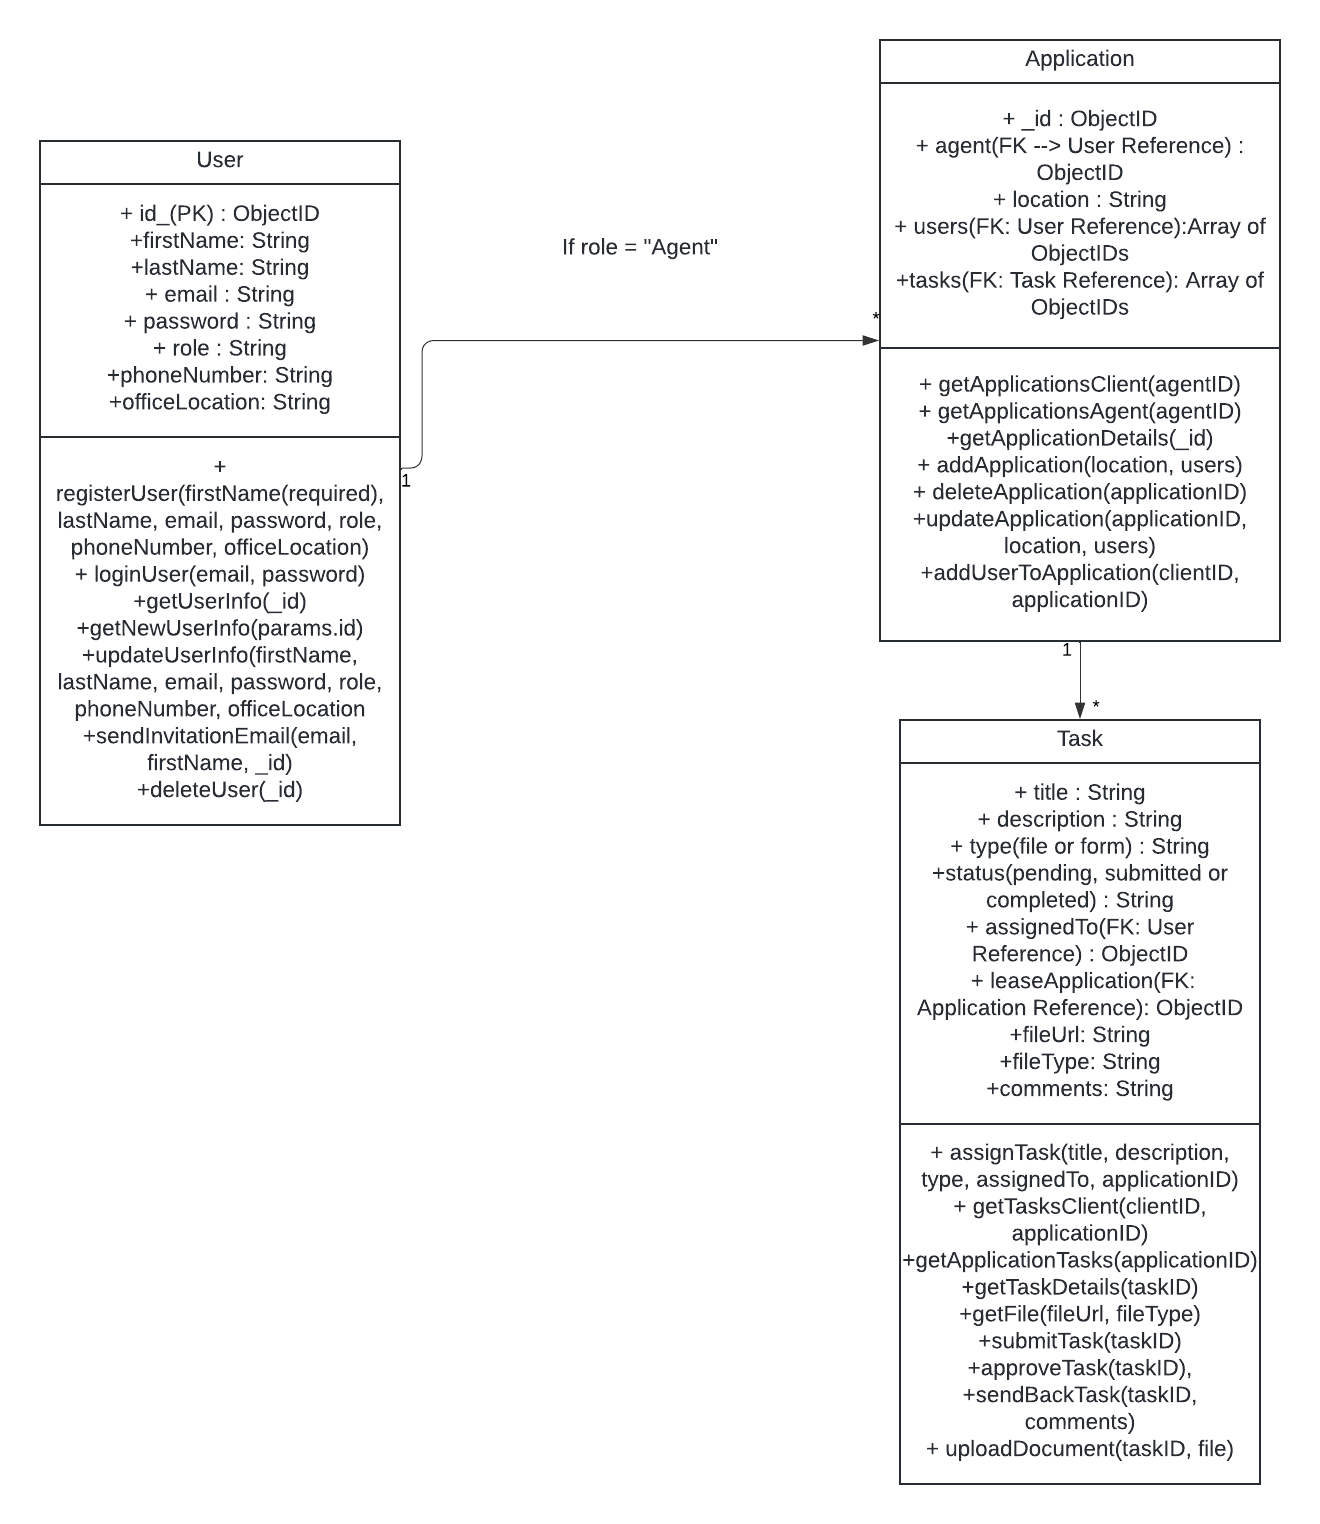 User
+ id_(PK) : ObjectID
+firstName: String
+lastName: String
+ email : String
+ password : String
+ role : String
+phoneNumber: String
+officeLocation: String
+
registerUser(firstName(required),
lastName, email, password, role,
phoneNumber, officeLocation)
+ loginUser(email, password)
+getUserInfo(_id)
+getNewUserInfo(params.id)
+updateUserInfo(firstName,
lastName, email, password, role,
phoneNumber, officeLocation
+sendInvitationEmail(email,
firstName, _id)
+deleteUser(_id)
1
If role = "Agent"
*
Application
+ _id : ObjectID
+ agent(FK --> User Reference) :
ObjectID
+ location : String
+ users(FK: User Reference):Array of
ObjectIDs
+tasks(FK: Task Reference): Array of
ObjectIDs
+ getApplicationsClient(agentID)
+ getApplicationsAgent(agentID)
+getApplicationDetails(_id)
+ addApplication(location, users)
+ deleteApplication(applicationID)
+updateApplication(applicationID,
location, users)
+addUserToApplication(clientID,
applicationID)
1
*
Task
+ title : String
+ description : String
+ type(file or form) : String
+status(pending, submitted or
completed) : String
+ assignedTo(FK: User
Reference) : ObjectID
+ leaseApplication(FK:
Application Reference): ObjectID
+fileUrl: String
+fileType: String
+comments: String
+ assignTask(title, description,
type, assignedTo, applicationID)
+ getTasksClient(clientID,
applicationID)
+getApplicationTasks(applicationID)
+getTaskDetails(taskID)
+getFile(fileUrl, fileType)
+submitTask(taskID)
+approveTask(taskID),
+sendBackTask(taskID,
comments)
+ uploadDocument(taskID, file)